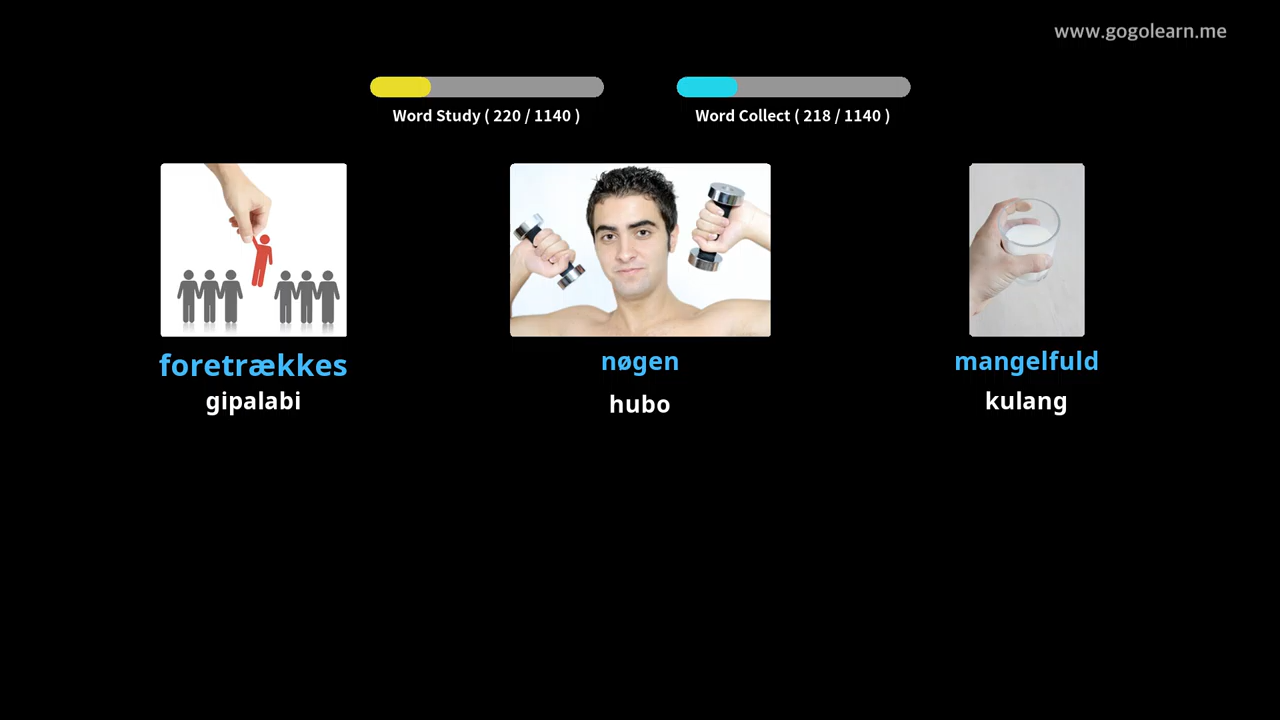 www.gogolearn.me
Word Study ( 220 / 1140 )
Word Collect ( 218 / 1140 )
foretrækkes
gipalabi
nøgen
hubo
mangelfuld
kulang